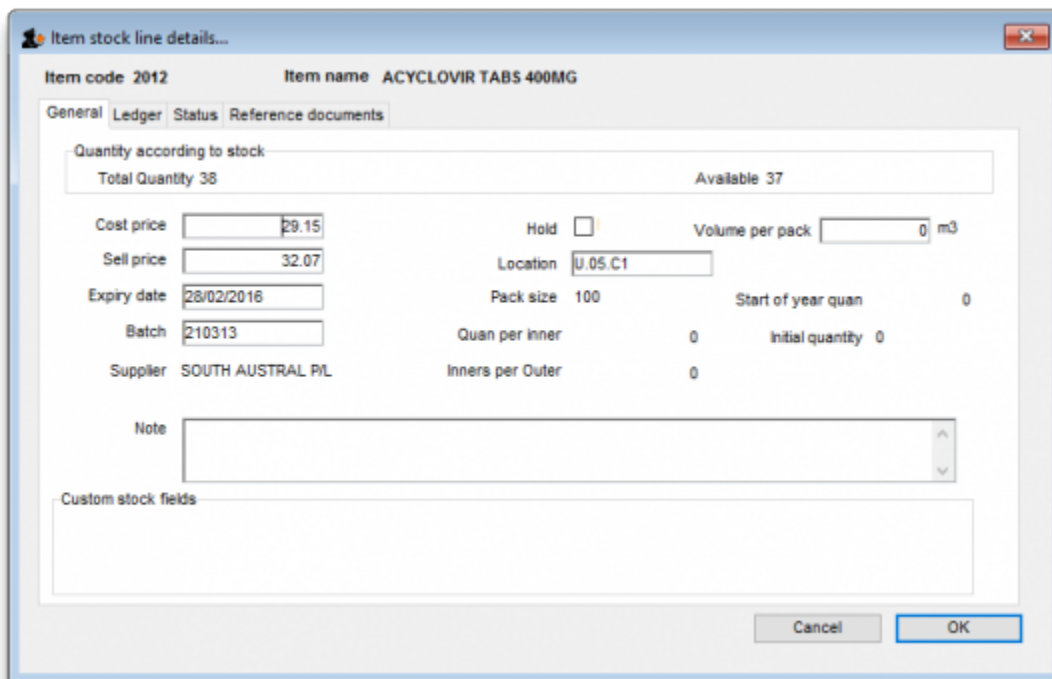 Item stock line details...
Item code 2012 Item name ACYCLOVIR TABS 400MG
General Ledger Status Reference documents
Quantity according to stock
Total Quantity 38 Available 37
Cost price 29.15 Hold Volume per pack 0 m3
Sell price 32.07 Location U.05.C1
Expiry date 28/02/2016 Pack size 100 Start of year quan 0
Batch 210313 Quan per inner 0 Initial quantity 0
Supplier SOUTH AUSTRAL P/L Inners per Outer 0
Note
Custom stock fields
Cancel OK